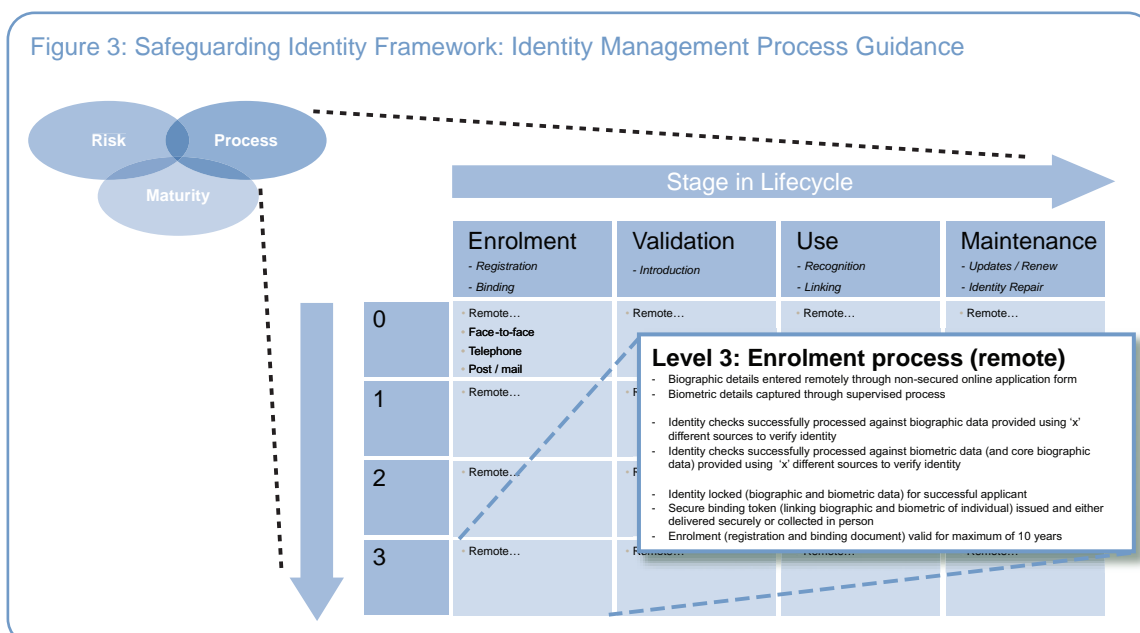 Figure 3: Safeguarding Identity Framework: Identity Management Process Guidance
Risk
Process
Maturity
Stage in Lifecycle
Enrolment
- Registration
- Binding
Validation
- Introduction
Use
- Recognition
- Linking
Maintenance
- Updates / Renew
- Identity Repair
0
◦ Remote…
◦ Face-to-face
◦ Telephone
◦ Post / mail
◦ Remote…
◦ Remote…
◦ Remote…
1
◦ Remote…
2
◦ Remote…
3
◦ Remote…
Level 3: Enrolment process (remote)
- Biographic details entered remotely through non-secured online application form
- Biometric details captured through supervised process
- Identity checks successfully processed against biographic data provided using ‘x’
different sources to verify identity
- Identity checks successfully processed against biometric data (and core biographic
data) provided using ‘x’ different sources to verify identity
- Identity locked (biographic and biometric data) for successful applicant
- Secure binding token (linking biographic and biometric of individual) issued and either
delivered securely or collected in person
- Enrolment (registration and binding document) valid for maximum of 10 years